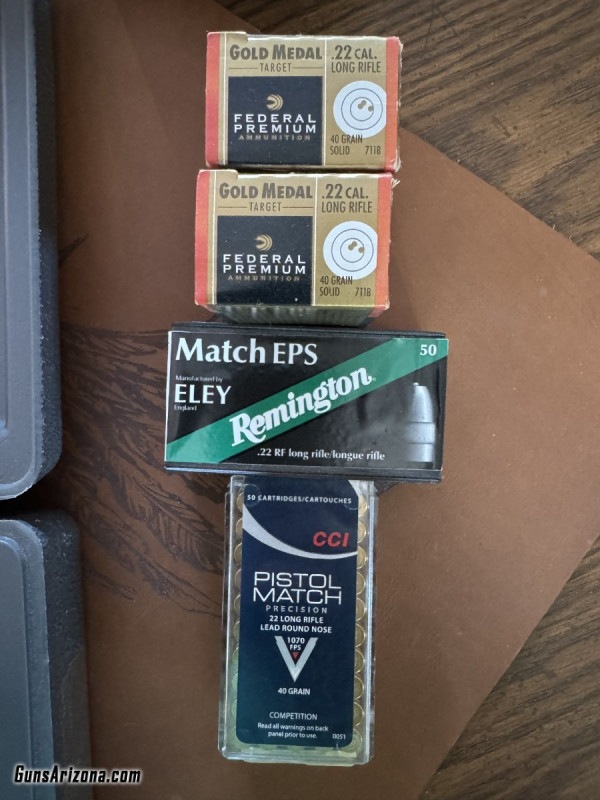 GOLD MEDAL
TARGET
FEDERAL
PREMIUM
AMMUNITION
.22 CAL.
LONG RIFLE
40 GRAIN
SOLID 711B
GOLD MEDAL
TARGET
FEDERAL
PREMIUM
AMMUNITION
.22 CAL.
LONG RIFLE
40 GRAIN
SOLID 711B
Match EPS
50
Manufactured by
ELEY
England
Remington®
.22 RF long rifle/longue rifle
50 CARTRIDGES/CARTOUCHES
CCI
PISTOL
MATCH
PRECISION
22 LONG RIFLE
LEAD ROUND NOSE
1070
FPS
40 GRAIN
COMPETITION
Read all warnings on back
panel prior to use.
0051
GunsArizona.com